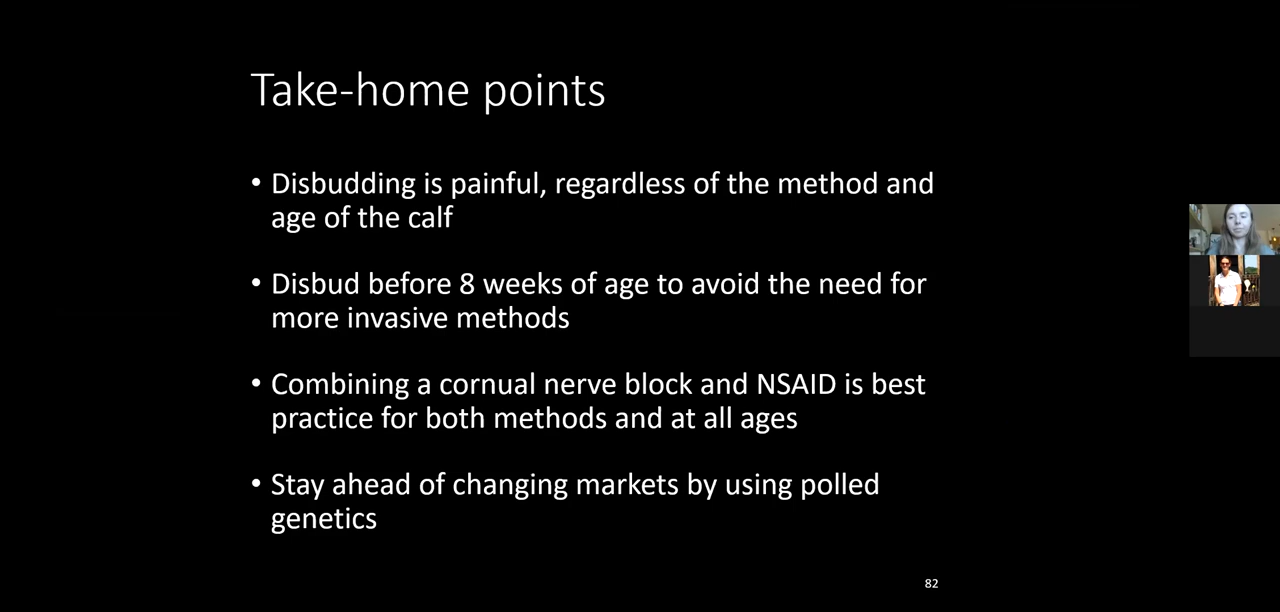 Take-home points
• Disbudding is painful, regardless of the method and
age of the calf
• Disbud before 8 weeks of age to avoid the need for
more invasive methods
• Combining a cornual nerve block and NSAID is best
practice for both methods and at all ages
• Stay ahead of changing markets by using polled
genetics
82